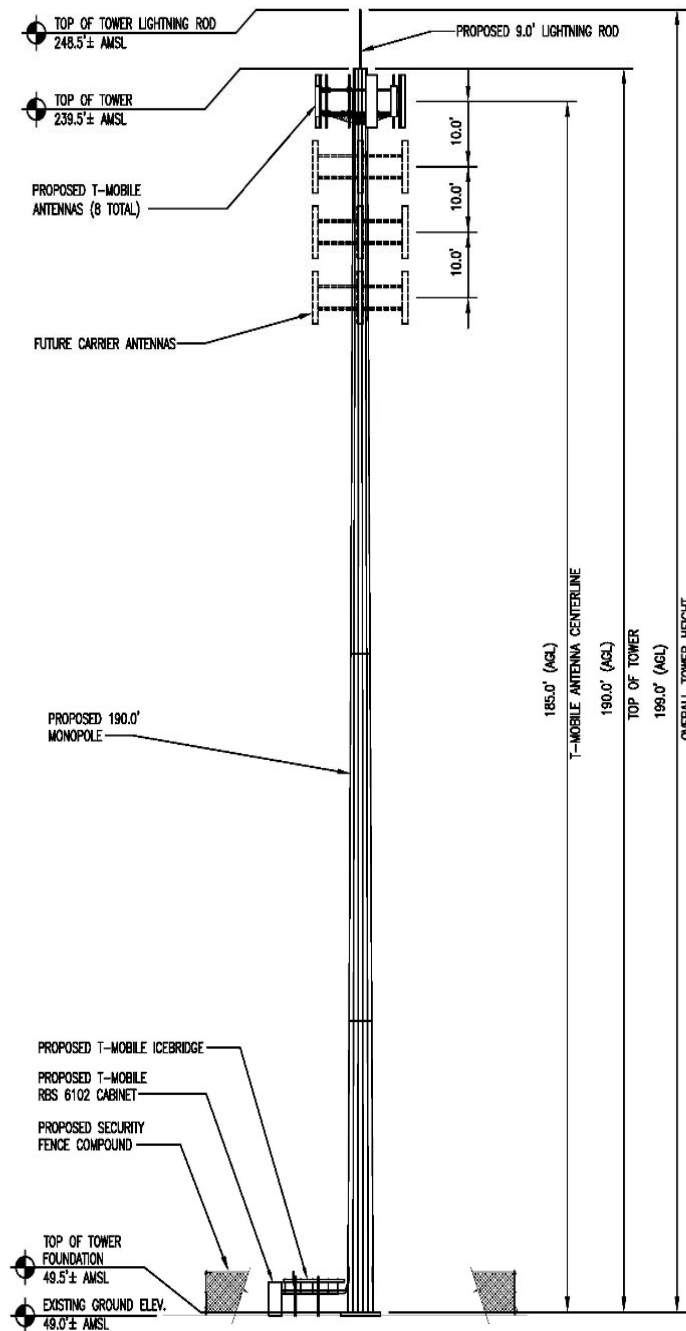 TOP OF TOWER LIGHTNING ROD
248.5'± AMSL
PROPOSED 9.0' LIGHTNING ROD
TOP OF TOWER
239.5'± AMSL
10.0'
PROPOSED T-MOBILE
ANTENNAS (8 TOTAL)
10.0'
10.0'
FUTURE CARRIER ANTENNAS
185.0' (AGL)
T-MOBILE ANTENNA CENTERLINE
190.0' (AGL)
TOP OF TOWER
199.0' (AGL)
OVERALL TOWER HEIGHT
PROPOSED 190.0'
MONOPOLE
PROPOSED T-MOBILE ICEBRIDGE
PROPOSED T-MOBILE
RBS 6102 CABINET
PROPOSED SECURITY
FENCE COMPOUND
TOP OF TOWER
FOUNDATION
49.5'± AMSL
EXISTING GROUND ELEV.
49.0'± AMSL